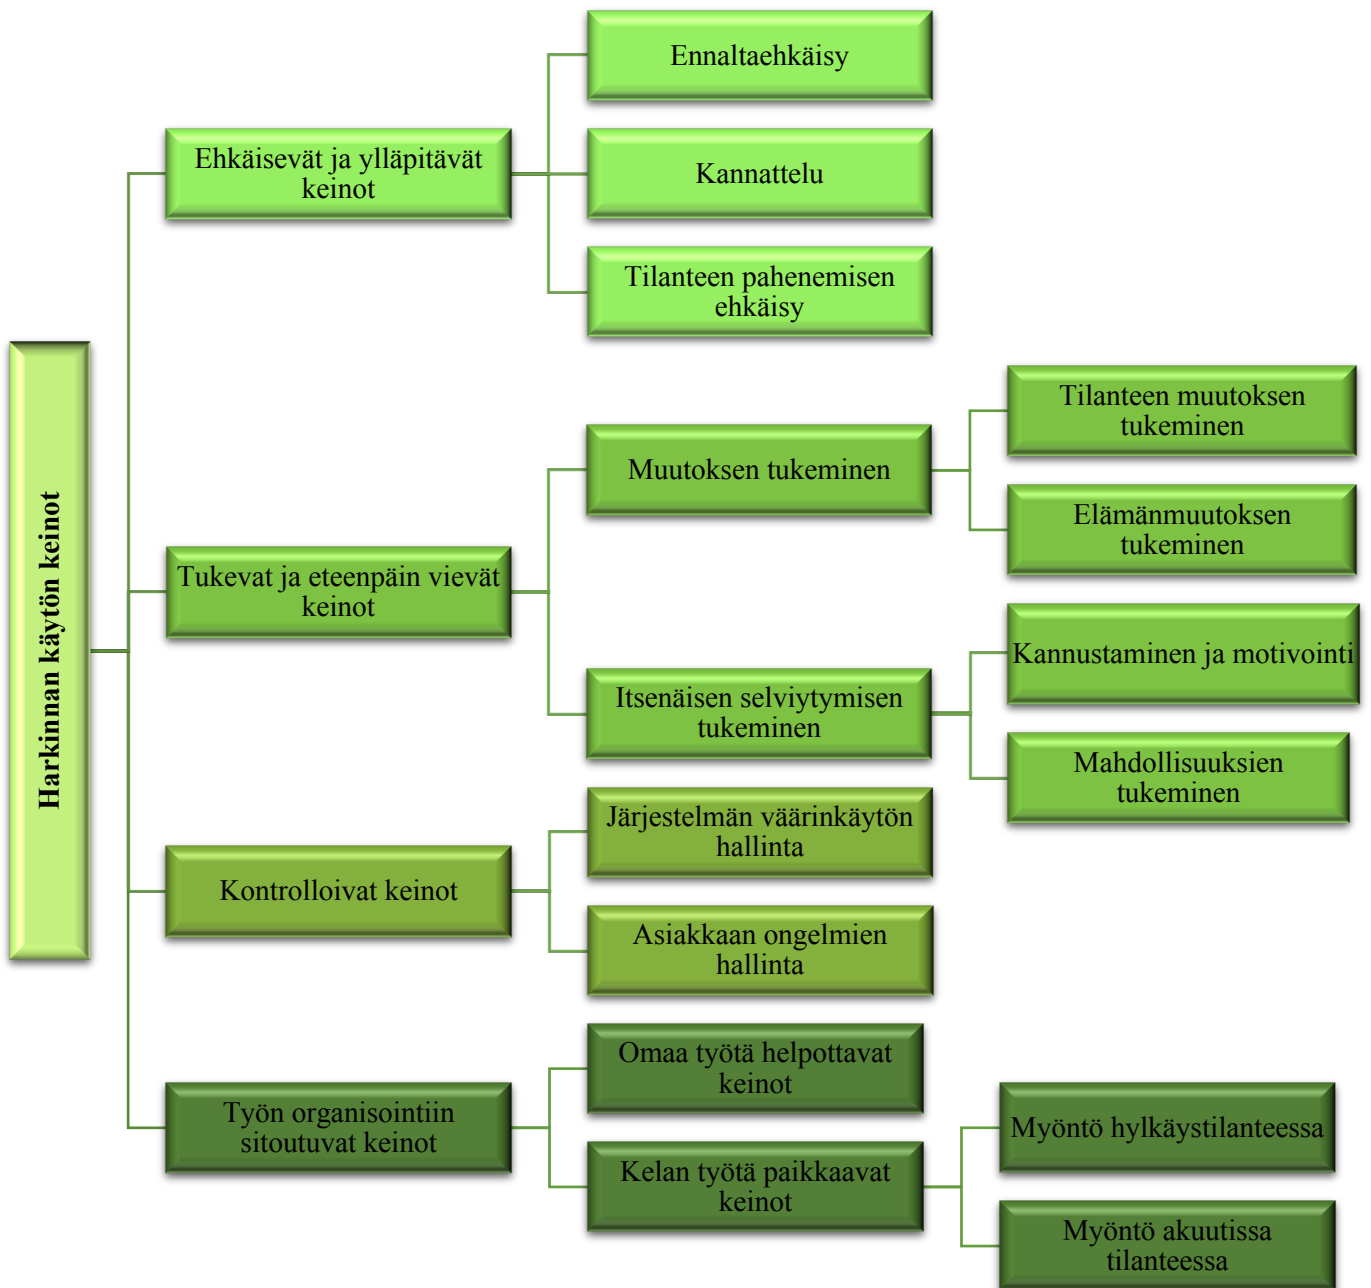 Harkinnan käytön keinot
Ehkäisevät ja ylläpitävät
keinot
Ennaltaehkäisy
Kannattelu
Tilanteen pahenemisen
ehkäisy
Tukevat ja eteenpäin vievät
keinot
Muutoksen tukeminen
Tilanteen muutoksen
tukeminen
Elämänmuutoksen
tukeminen
Itsenäisen selviytymisen
tukeminen
Kannustaminen ja motivointi
Mahdollisuuksien
tukeminen
Kontrolloivat keinot
Järjestelmän väärinkäytön
hallinta
Asiakkaan ongelmien
hallinta
Työn organisointiin
sitoutuvat keinot
Omaa työtä helpottavat
keinot
Kelan työtä paikkaavat
keinot
Myöntö hylkäystilanteessa
Myöntö akuutissa
tilanteessa